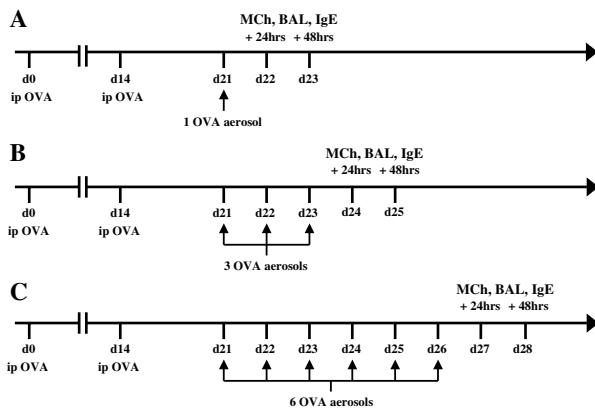 A
MCh, BAL, IgE
+ 24hrs + 48hrs
d0 d14 d21 d22 d23
ip OVA ip OVA
1 OVA aerosol
B
MCh, BAL, IgE
+ 24hrs + 48hrs
d0 d14 d21 d22 d23 d24 d25
ip OVA ip OVA
3 OVA aerosols
C
MCh, BAL, IgE
+ 24hrs + 48hrs
d0 d14 d21 d22 d23 d24 d25 d26 d27 d28
ip OVA ip OVA
6 OVA aerosols